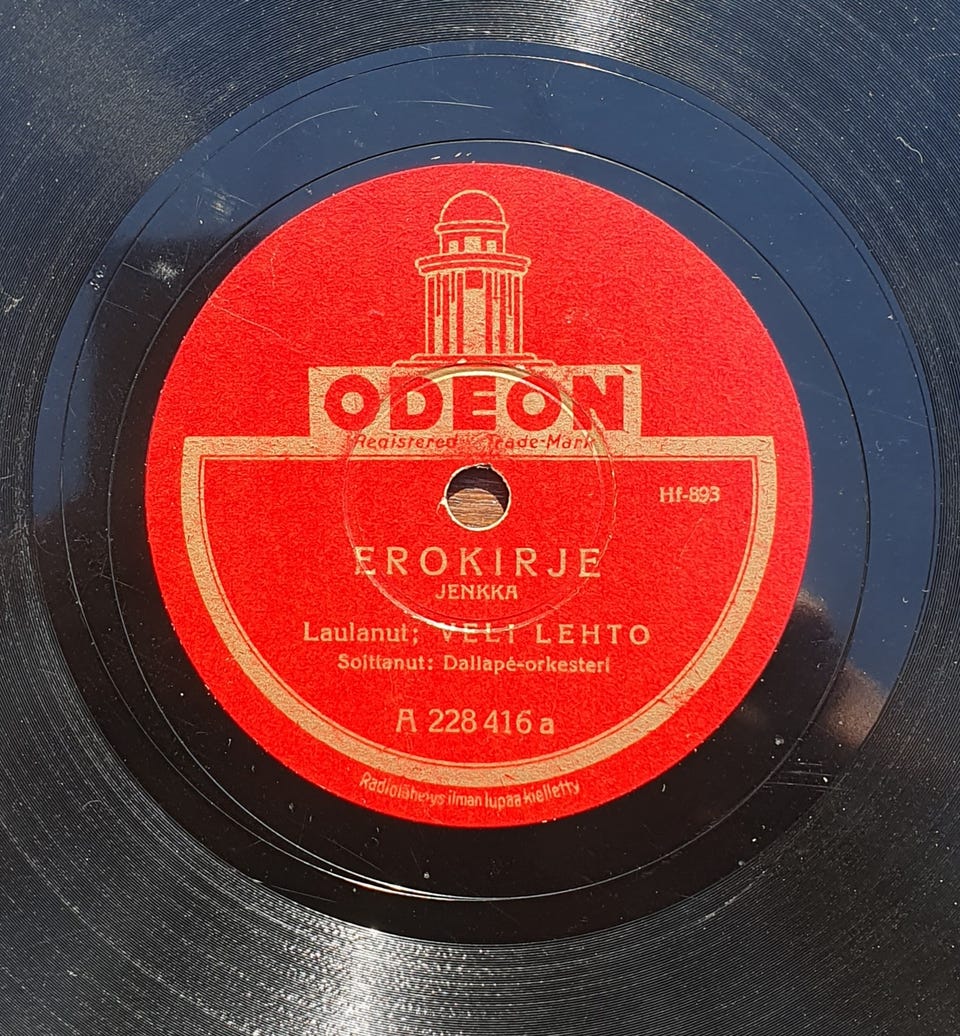 ODEON
Registered Trade-Mark
Hf-893
EROKIRJE
JENKKA
Laulanut; VELI LEHTO
Soittanut: Dallapé-orkesteri
A 228 416 a
Radiolähetys ilman lupaa kielletty